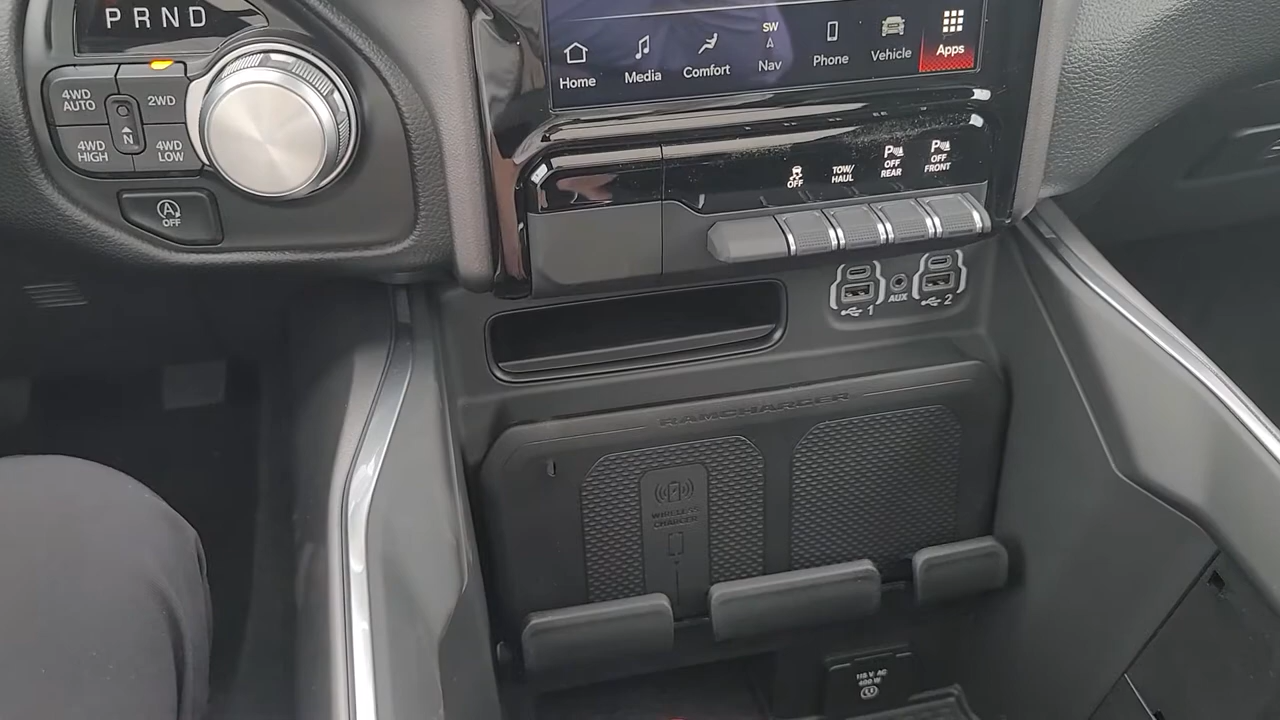 P R N D
4WD
AUTO
2WD
N
4WD
HIGH
4WD
LOW
A
OFF
Home
Media
Comfort
SW
Nav
Phone
Vehicle
Apps
OFF
TOW/
HAUL
P
OFF
REAR
P
OFF
FRONT
1
AUX
2
RAMCHARGER
WIRELESS
CHARGER
115 V AC
400 W